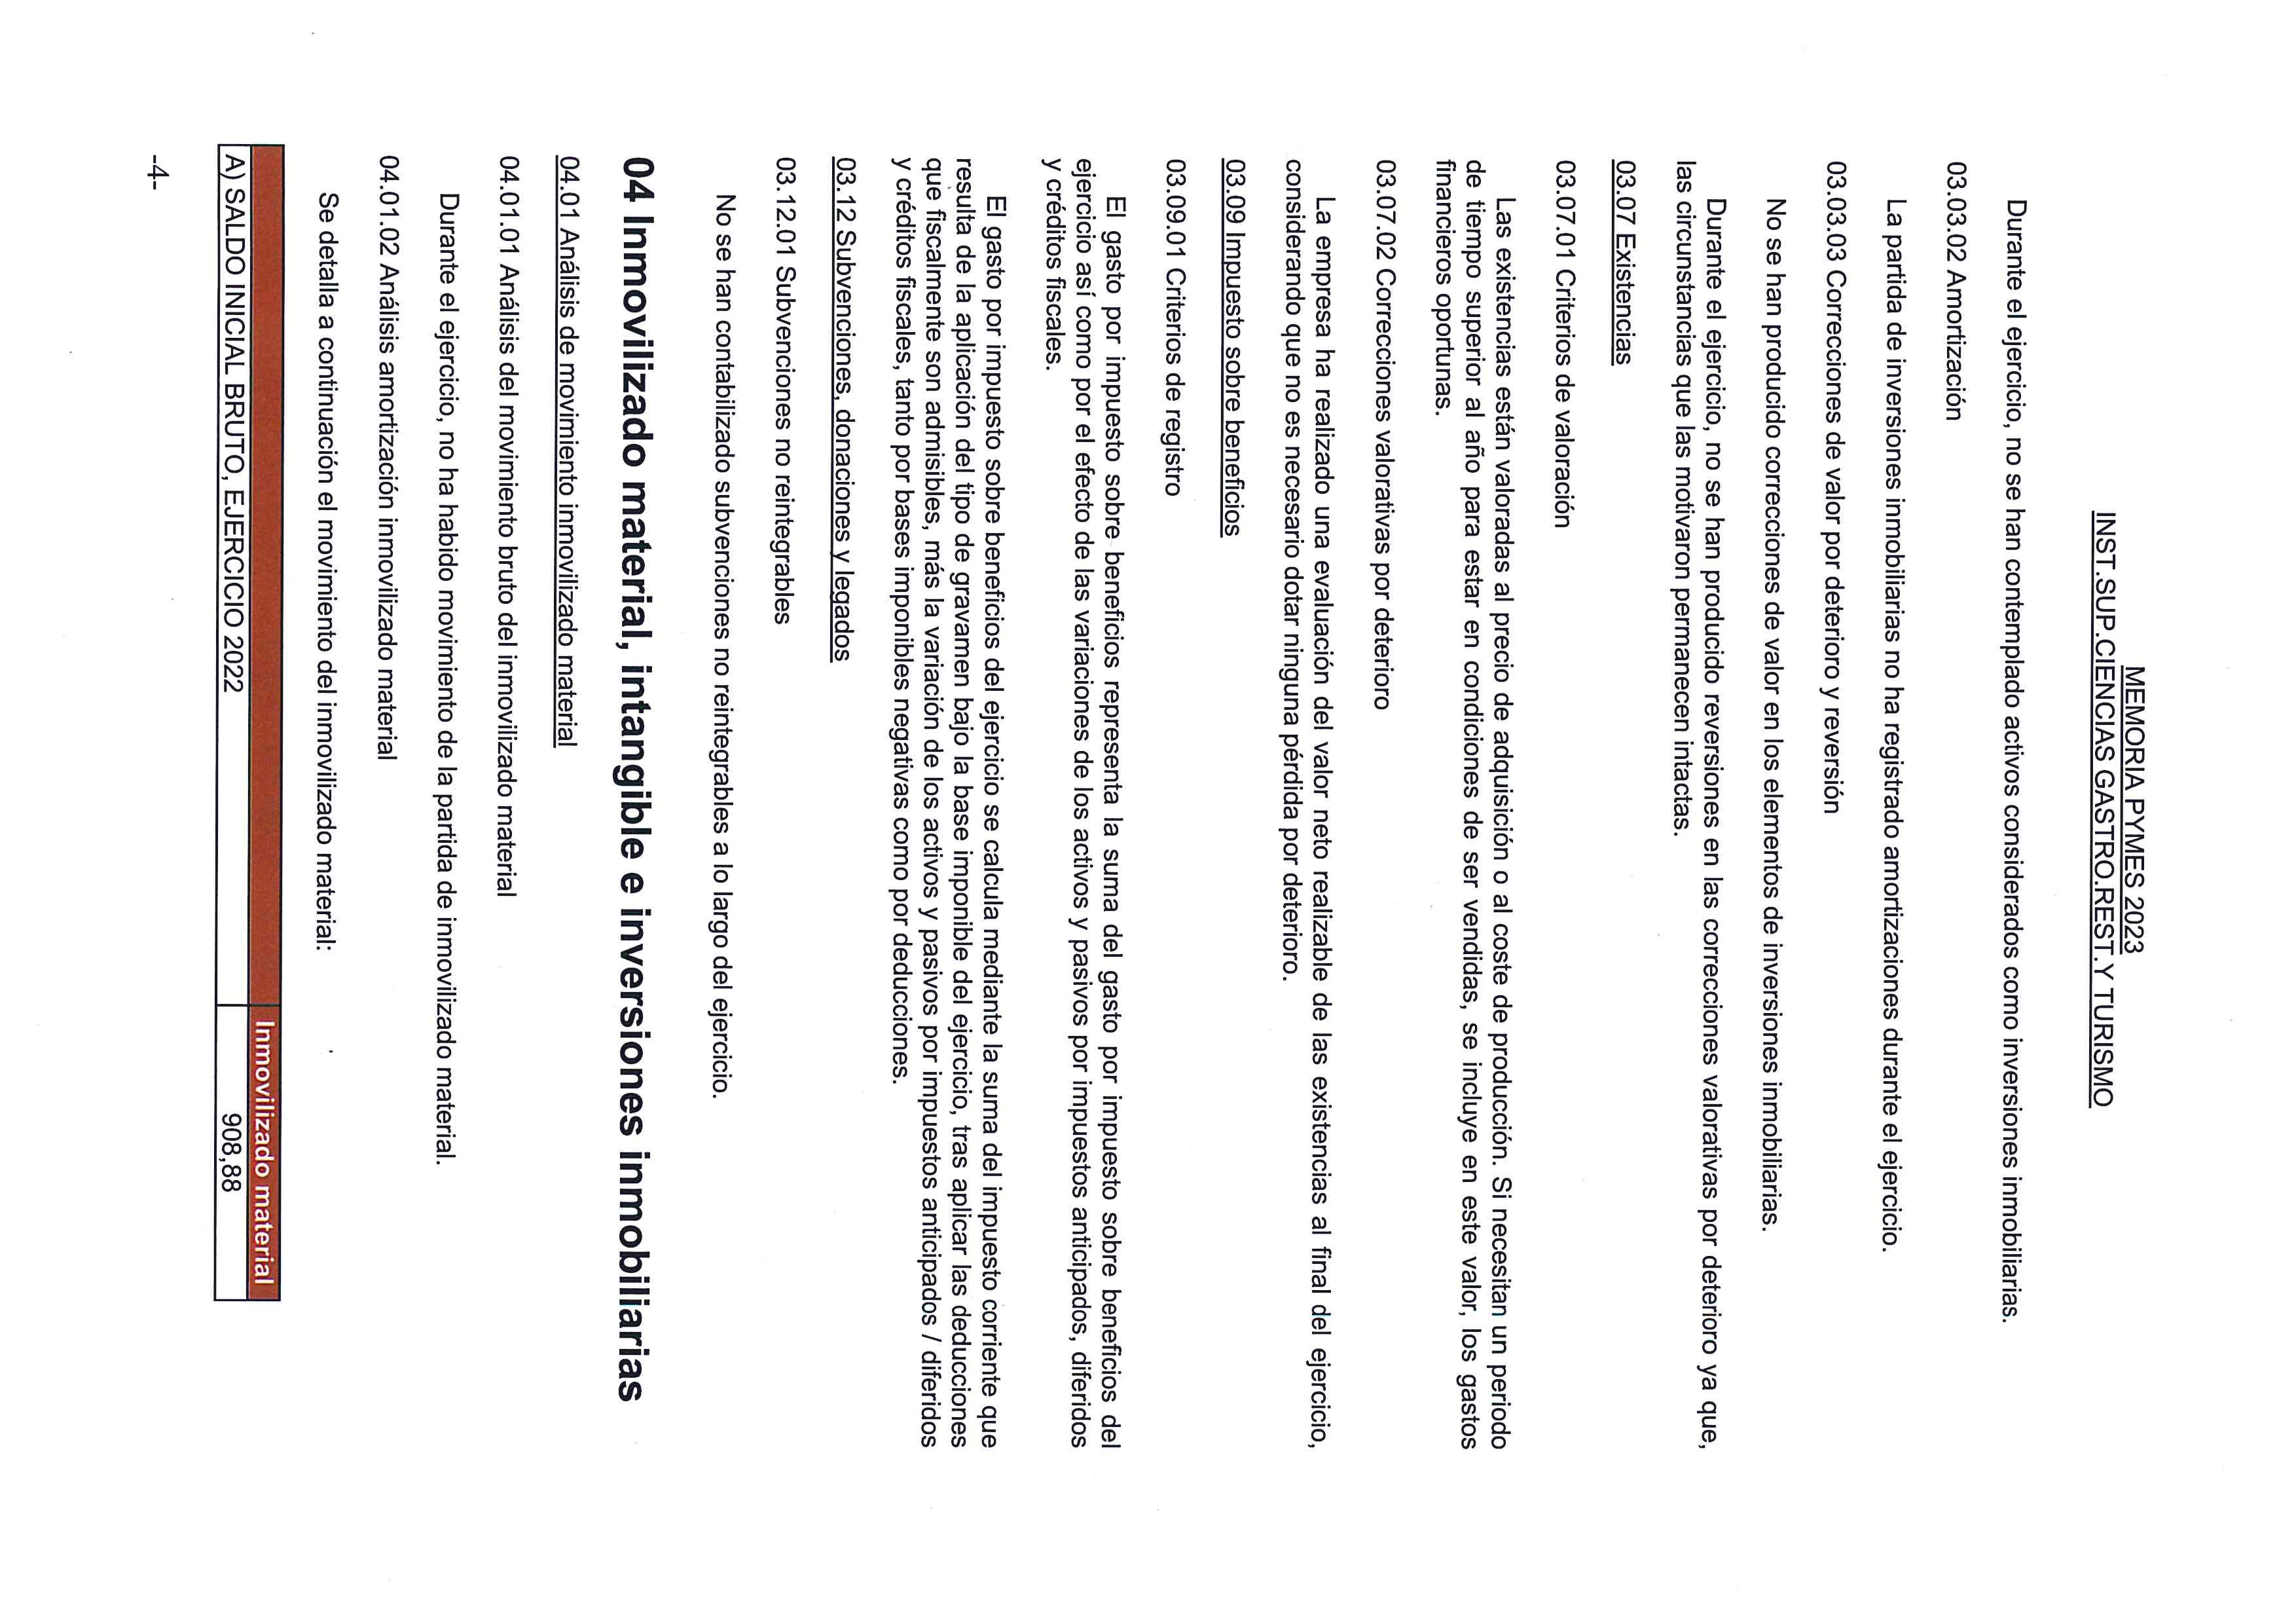 MEMORIA PYMES 2023
INST.SUP.CIENCIAS GASTRO.REST.Y TURISMO
Durante el ejercicio, no se han contemplado activos considerados como inversiones inmobiliarias.
03.03.02 Amortización
La partida de inversiones inmobiliarias no ha registrado amortizaciones durante el ejercicio.
03.03.03 Correcciones de valor por deterioro y reversión
No se han producido correcciones de valor en los elementos de inversiones inmobiliarias.
Durante el ejercicio, no se han producido reversiones en las correcciones valorativas por deterioro ya que,
las circunstancias que las motivaron permanecen intactas.
03.07 Existencias
03.07.01 Criterios de valoración
Las existencias están valoradas al precio de adquisición o al coste de producción. Si necesitan un periodo
de tiempo superior al año para estar en condiciones de ser vendidas, se incluye en este valor, los gastos
financieros oportunas.
03.07.02 Correcciones valorativas por deterioro
La empresa ha realizado una evaluación del valor neto realizable de las existencias al final del ejercicio,
considerando que no es necesario dotar ninguna pérdida por deterioro.
03.09 Impuesto sobre beneficios
03.09.01 Criterios de registro
El gasto por impuesto sobre beneficios representa la suma del gasto por impuesto sobre beneficios del
ejercicio así como por el efecto de las variaciones de los activos y pasivos por impuestos anticipados, diferidos
y créditos fiscales.
El gasto por impuesto sobre beneficios del ejercicio se calcula mediante la suma del impuesto corriente que
resulta de la aplicación del tipo de gravamen bajo la base imponible del ejercicio, tras aplicar las deducciones
que fiscalmente son admisibles, más la variación de los activos y pasivos por impuestos anticipados / diferidos
y créditos fiscales, tanto por bases imponibles negativas como por deducciones.
03.12 Subvenciones, donaciones y legados
03.12.01 Subvenciones no reintegrables
No se han contabilizado subvenciones no reintegrables a lo largo del ejercicio.
04 Inmovilizado material, intangible e inversiones inmobiliarias
04.01 Análisis de movimiento inmovilizado material
04.01.01 Análisis del movimiento bruto del inmovilizado material
Durante el ejercicio, no ha habido movimiento de la partida de inmovilizado material.
04.01.02 Análisis amortización inmovilizado material
Se detalla a continuación el movimiento del inmovilizado material:
Inmovilizado material
A) SALDO INICIAL BRUTO, EJERCICIO 2022 908,88
-4-